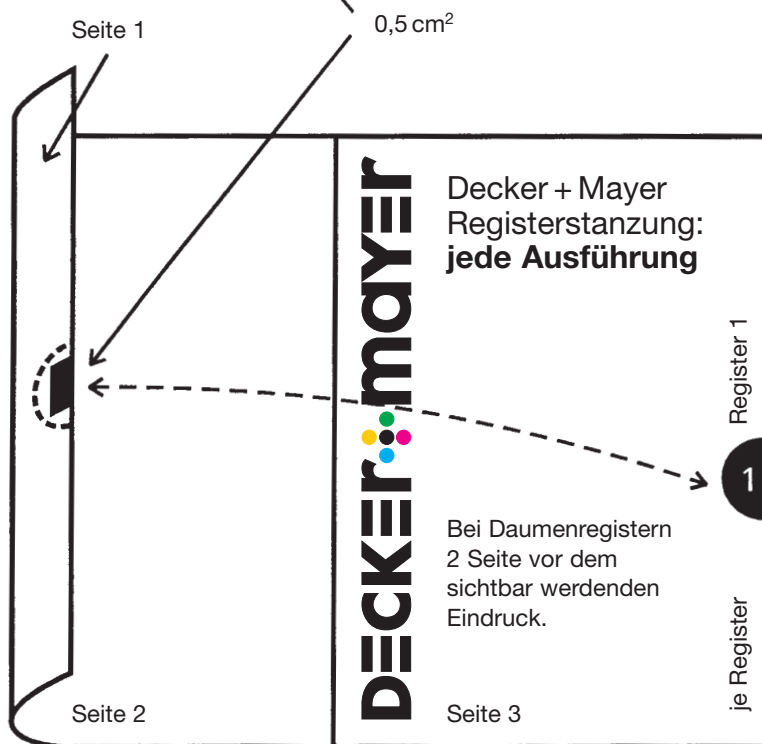 Seite 1
0,5 cm²
DECKER mayer
Decker + Mayer
Registerstanzung:
jede Ausführung
Register 1
1
Bei Daumenregistern
2 Seite vor dem
sichtbar werdenden
Eindruck.
je Register
Seite 2
Seite 3